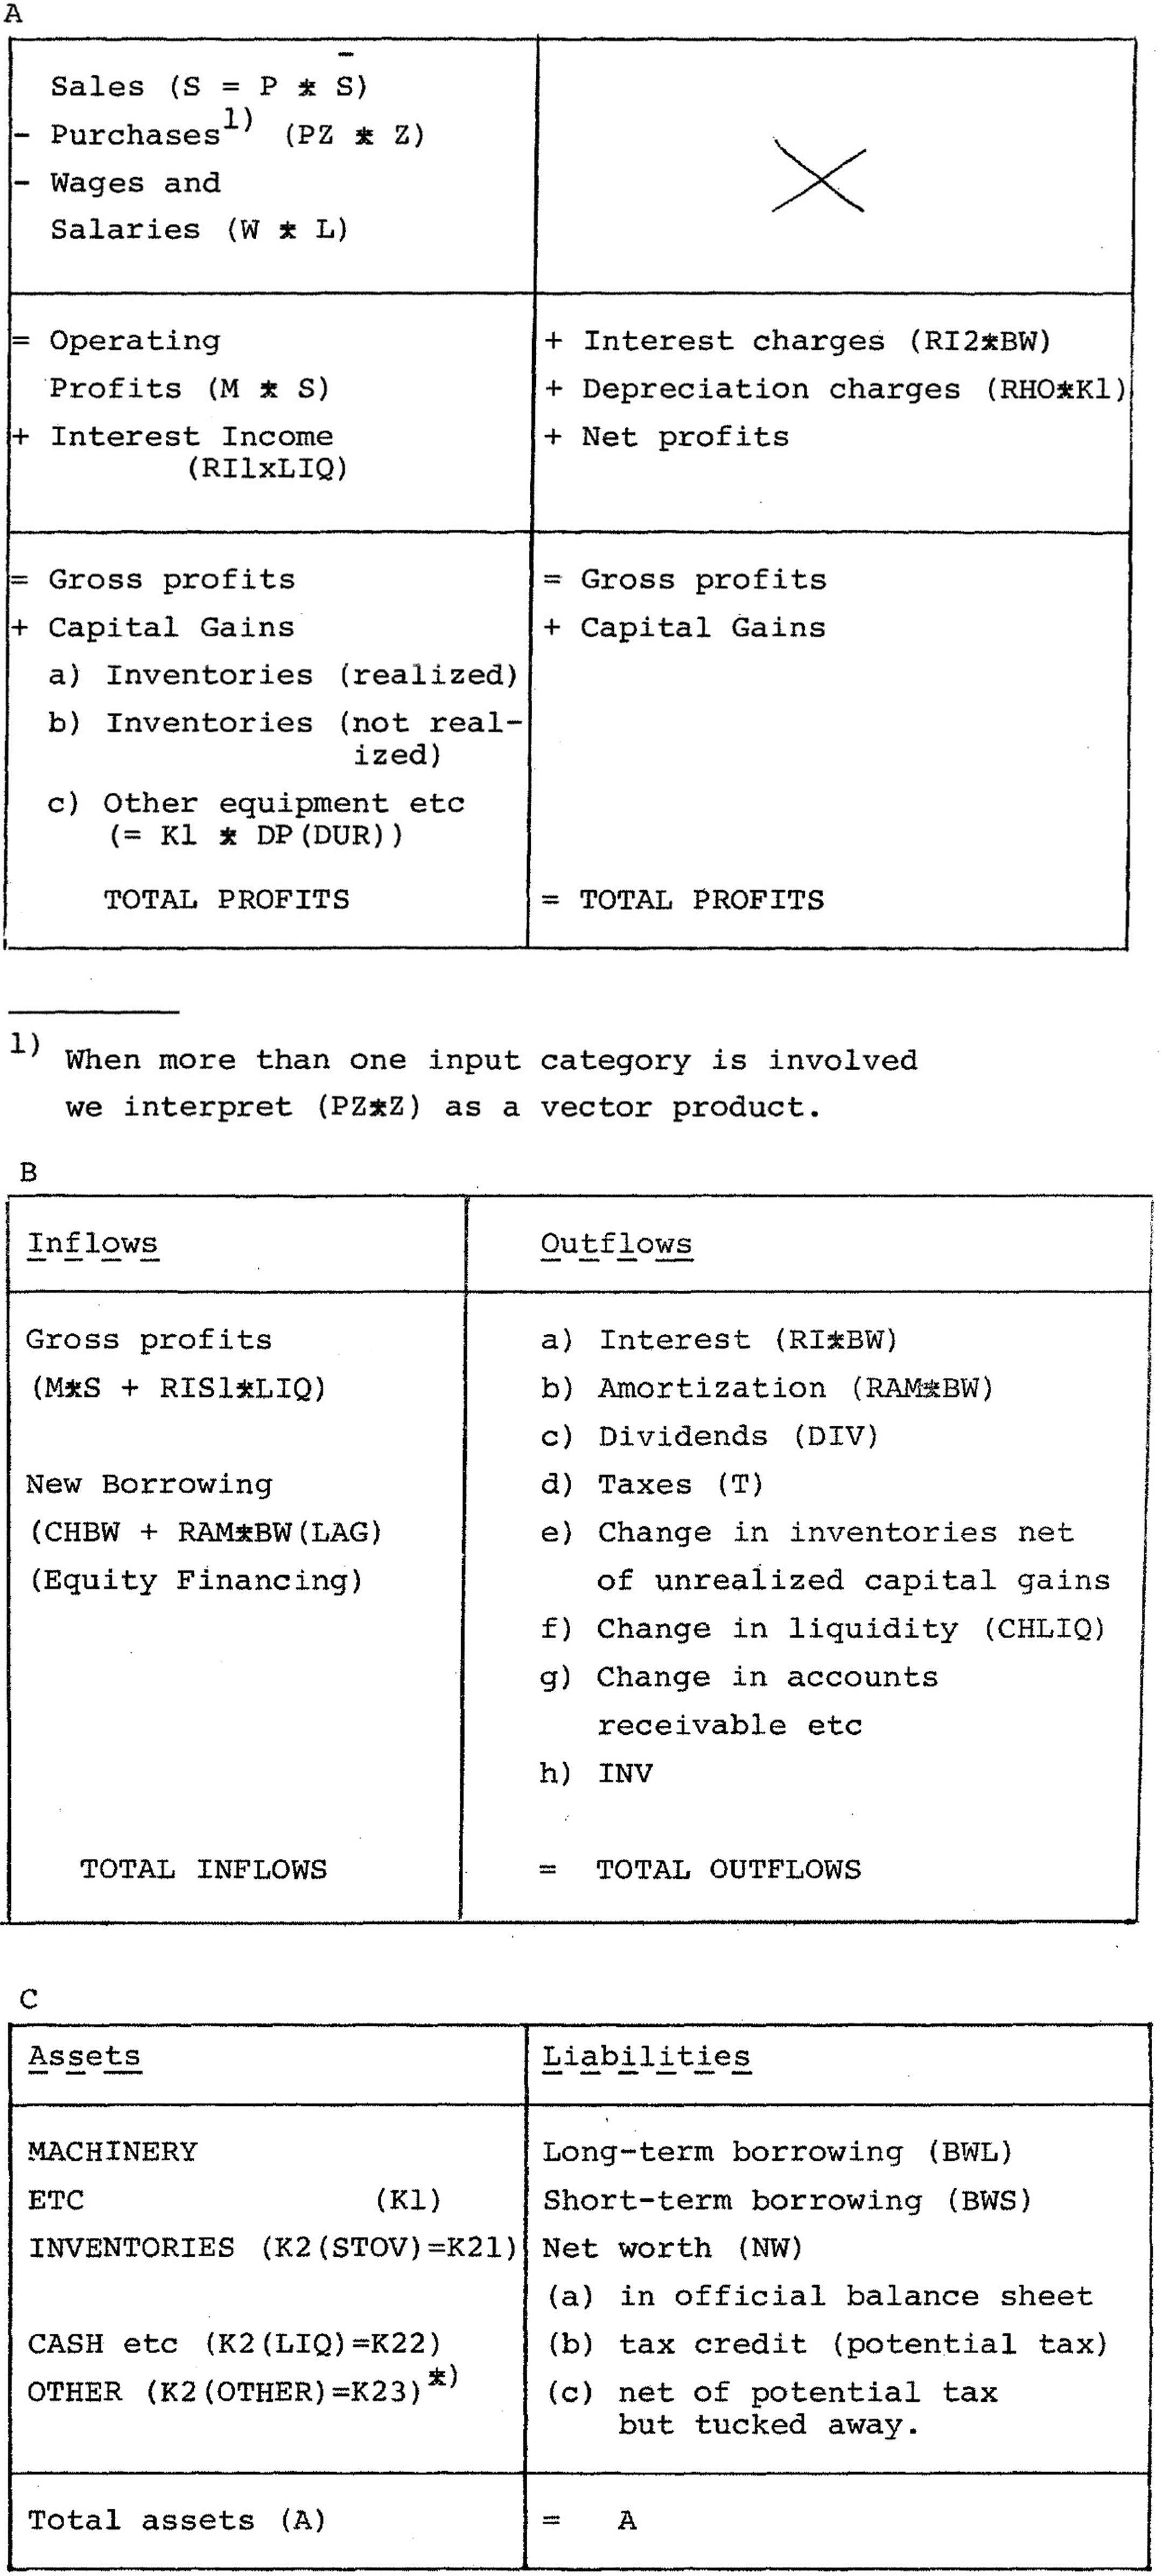 A
Sales (S = P * S̄)
- Purchases1) (PZ * Z)
- Wages and
Salaries (W * L)
= Operating
Profits (M * S)
+ Interest Income
(RI1xLIQ)
+ Interest charges (RI2*BW)
+ Depreciation charges (RHO*K1)
+ Net profits
= Gross profits
+ Capital Gains
a) Inventories (realized)
b) Inventories (not real-
ized)
c) Other equipment etc
(= K1 * DP(DUR))
TOTAL PROFITS
= Gross profits
+ Capital Gains
= TOTAL PROFITS
1) When more than one input category is involved
we interpret (PZ*Z) as a vector product.
B
Inflows
Gross profits
(M*S + RIS1*LIQ)
New Borrowing
(CHBW + RAM*BW(LAG)
(Equity Financing)
TOTAL INFLOWS
Outflows
a) Interest (RI*BW)
b) Amortization (RAM*BW)
c) Dividends (DIV)
d) Taxes (T)
e) Change in inventories net
of unrealized capital gains
f) Change in liquidity (CHLIQ)
g) Change in accounts
receivable etc
h) INV
= TOTAL OUTFLOWS
C
Assets
MACHINERY
ETC (K1)
INVENTORIES (K2(STOV)=K21)
CASH etc (K2(LIQ)=K22)
OTHER (K2(OTHER)=K23)*)
Total assets (A)
Liabilities
Long-term borrowing (BWL)
Short-term borrowing (BWS)
Net worth (NW)
(a) in official balance sheet
(b) tax credit (potential tax)
(c) net of potential tax
but tucked away.
= A